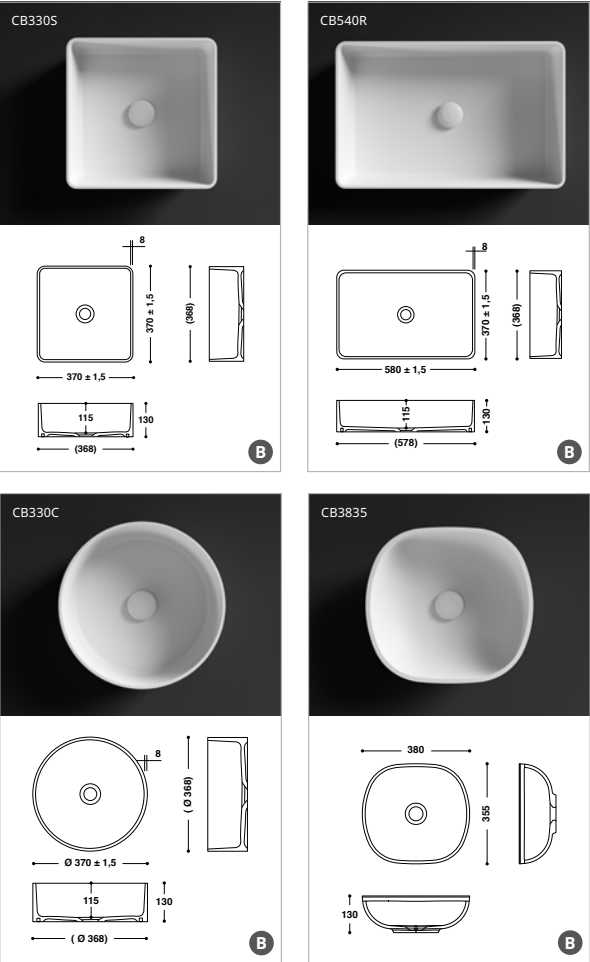 CB330S
8
370 ± 1,5
(368)
370 ± 1,5
115
130
(368)
B
CB540R
8
370 ± 1,5
(368)
580 ± 1,5
115
130
(578)
B
CB330C
8
( Ø 368)
Ø 370 ± 1,5
115
130
( Ø 368)
B
CB3835
380
355
130
B